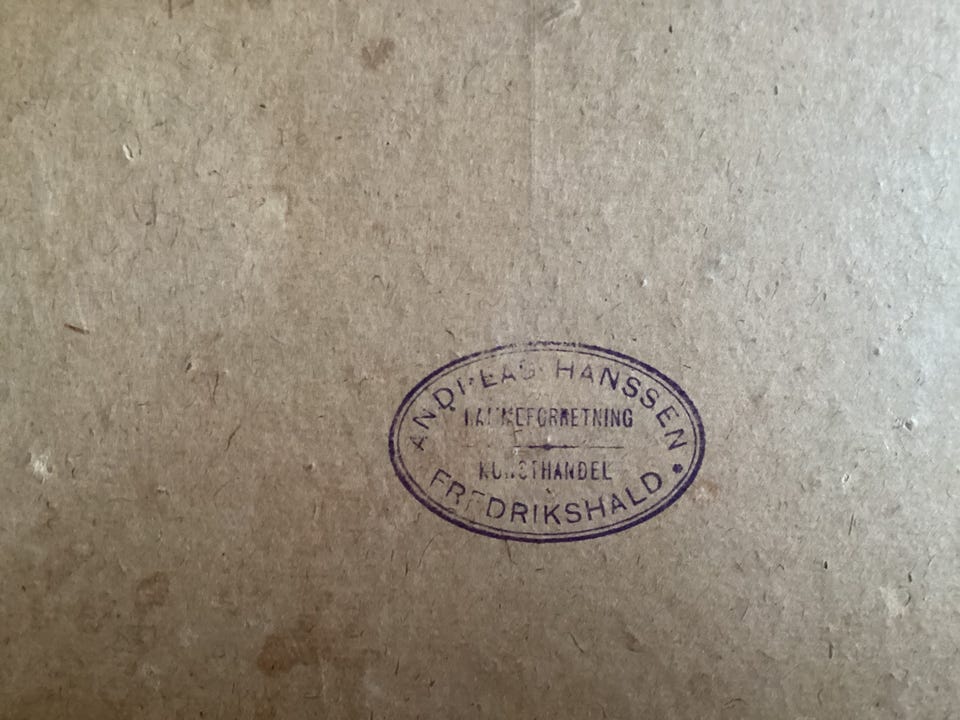 ANDREAS HANSSEN
RAMMEFORRETNING
KUNSTHANDEL
FREDRIKSHALD